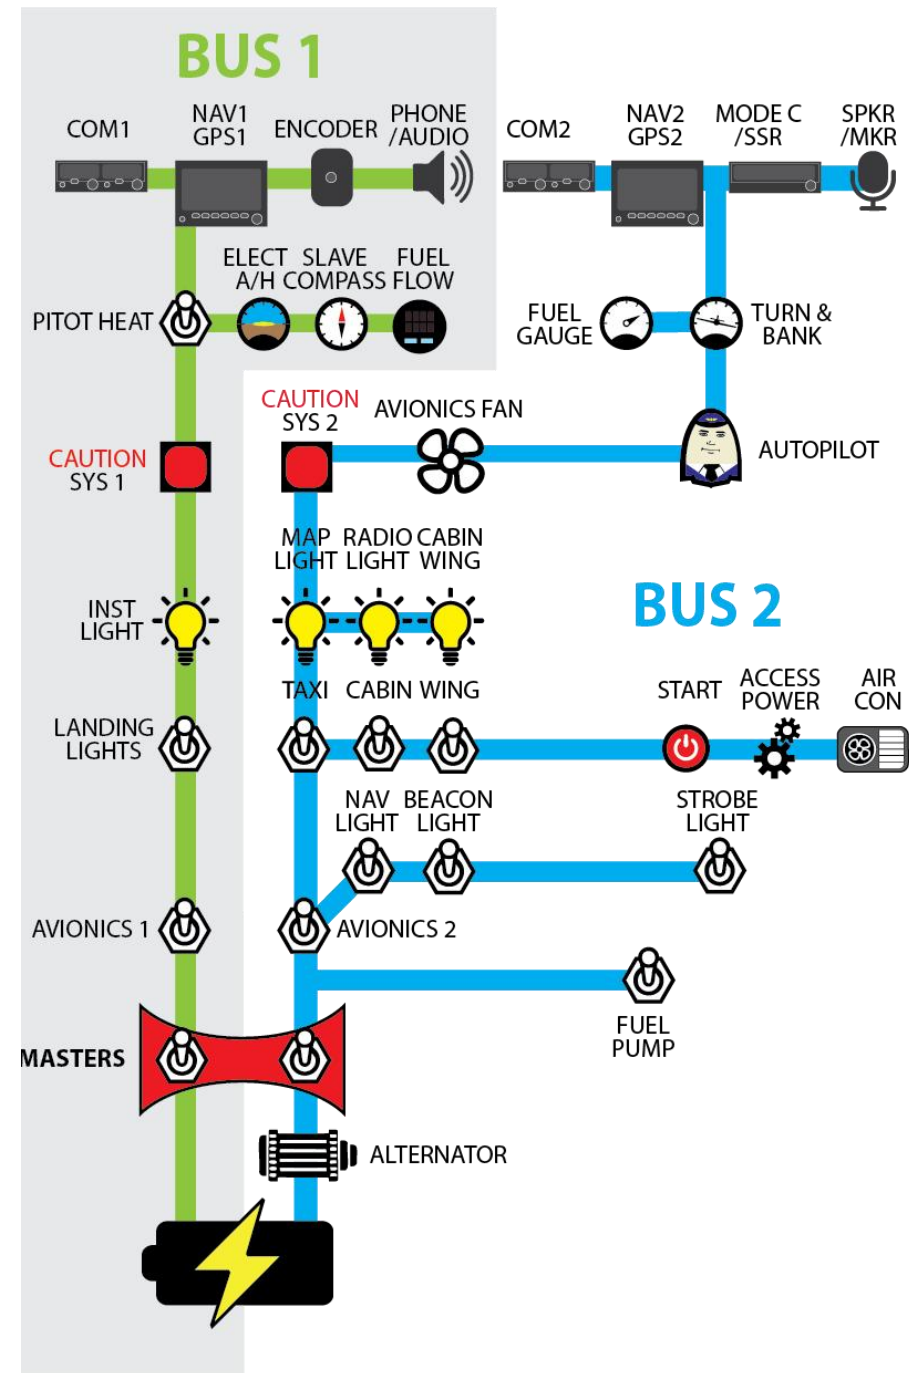 BUS 1
COM1
NAV1
GPS1
ENCODER
PHONE
/AUDIO
COM2
NAV2
GPS2
MODE C
/SSR
SPKR
/MKR
ELECT
A/H
SLAVE
COMPASS
FUEL
FLOW
PITOT HEAT
FUEL
GAUGE
TURN &
BANK
CAUTION
SYS 2
AVIONICS FAN
AUTOPILOT
CAUTION
SYS 1
MAP
LIGHT
RADIO
LIGHT
CABIN
WING
INST
LIGHT
BUS 2
TAXI
CABIN
WING
START
ACCESS
POWER
AIR
CON
LANDING
LIGHTS
NAV
LIGHT
BEACON
LIGHT
STROBE
LIGHT
AVIONICS 1
AVIONICS 2
FUEL
PUMP
MASTERS
ALTERNATOR